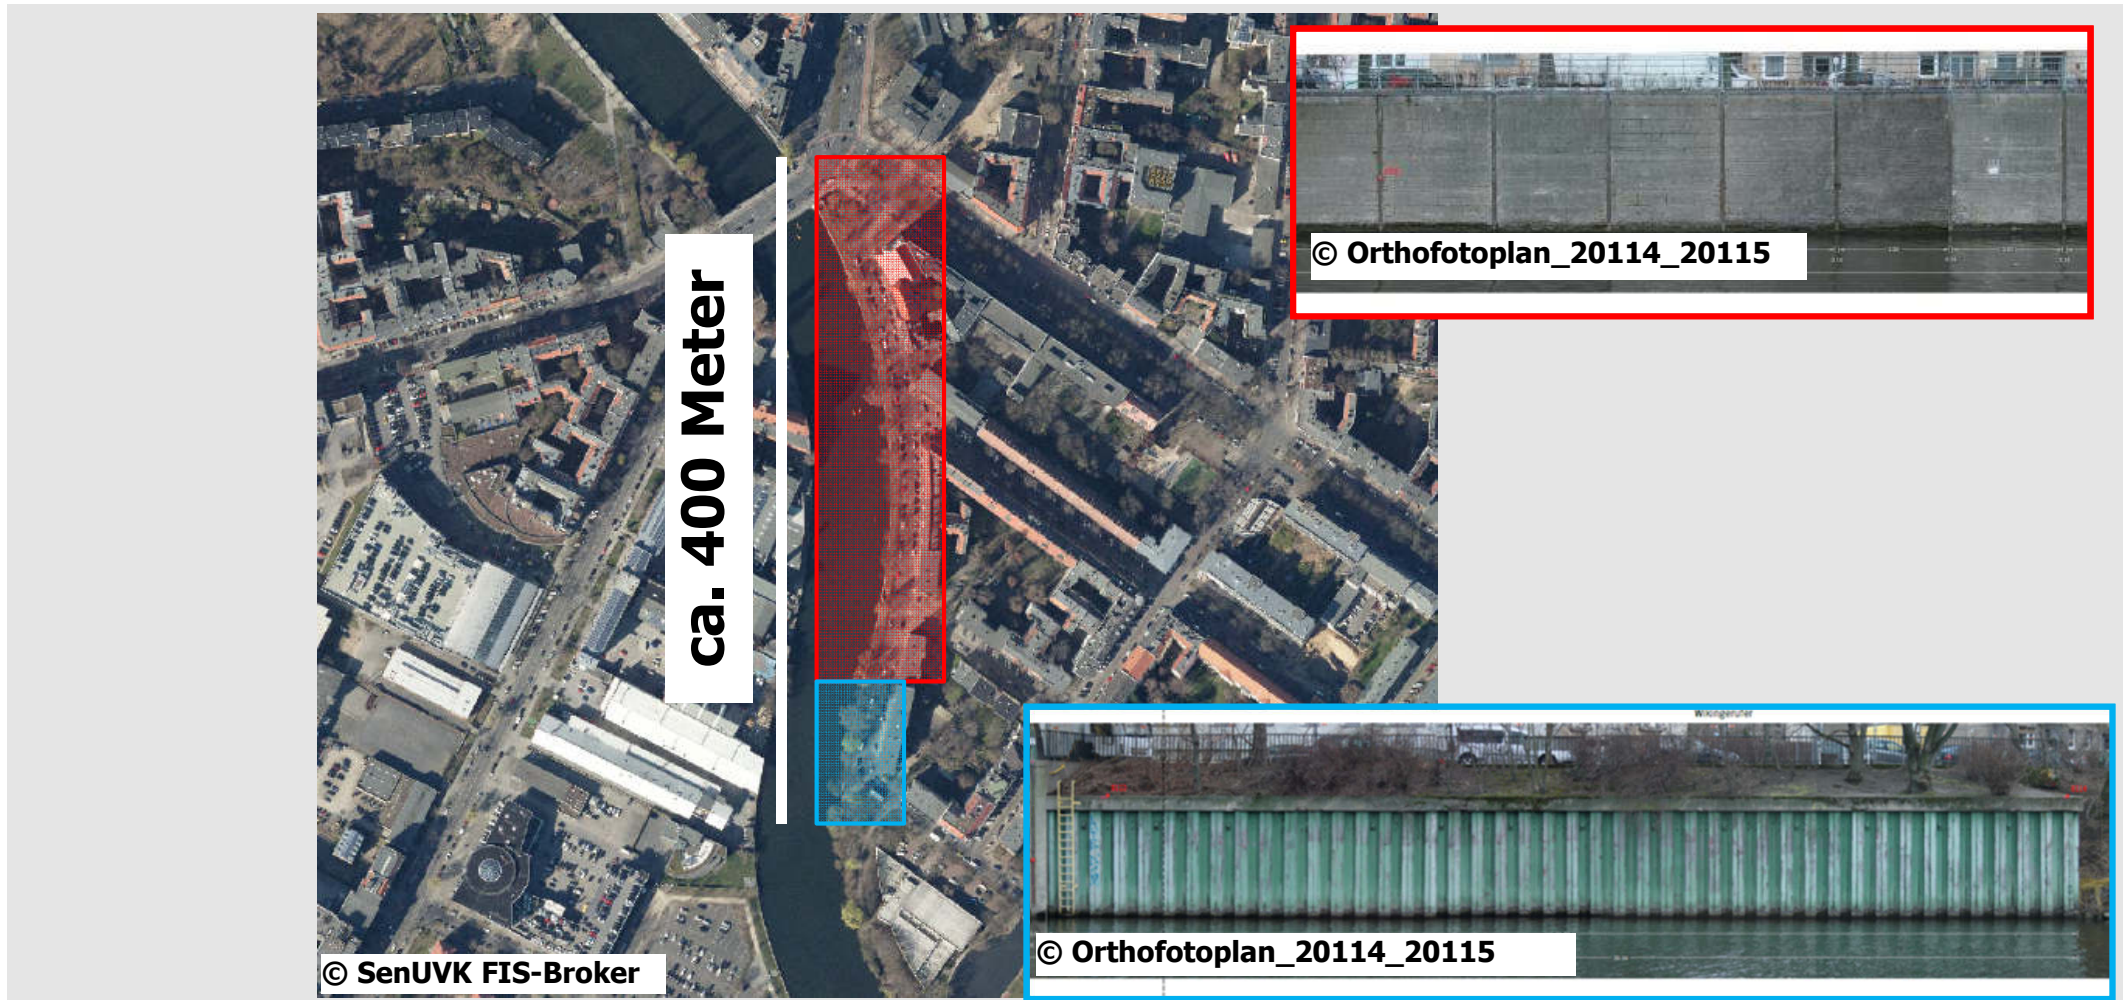 © Orthofotoplan_20114_20115
ca. 400 Meter
Wikingerufer
© Orthofotoplan_20114_20115
© SenUVK FIS-Broker